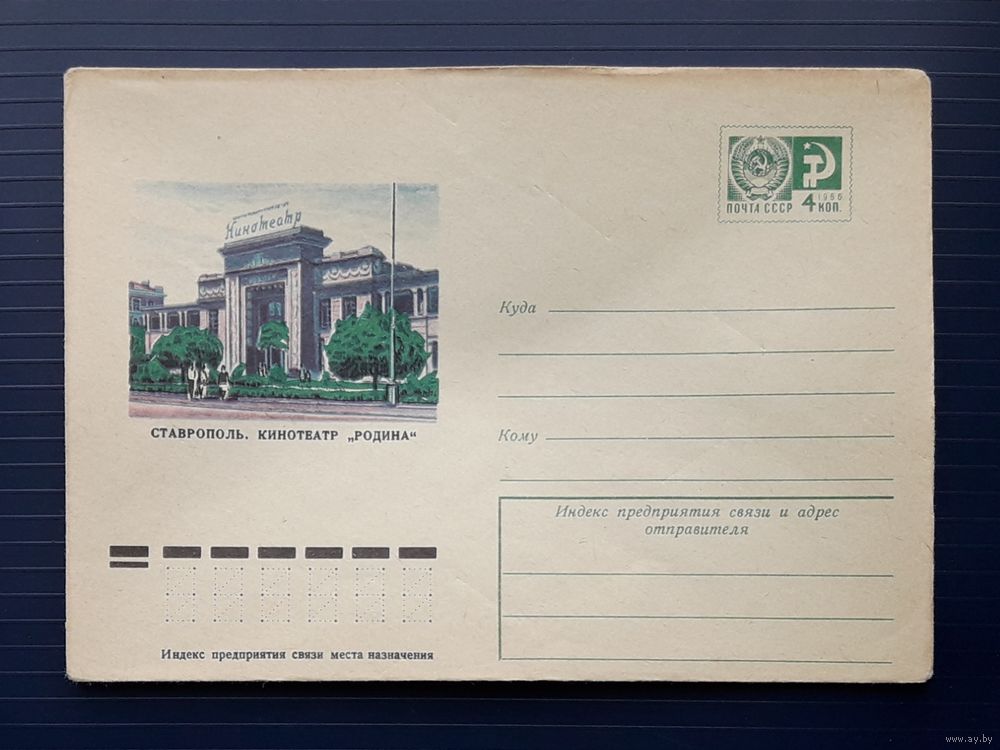 Кинотеатр
СТАВРОПОЛЬ. КИНОТЕАТР „РОДИНА“
1966
ПОЧТА СССР 4 КОП.
Куда
Кому
Индекс предприятия связи и адрес
отправителя
Индекс предприятия связи места назначения
www.ay.by